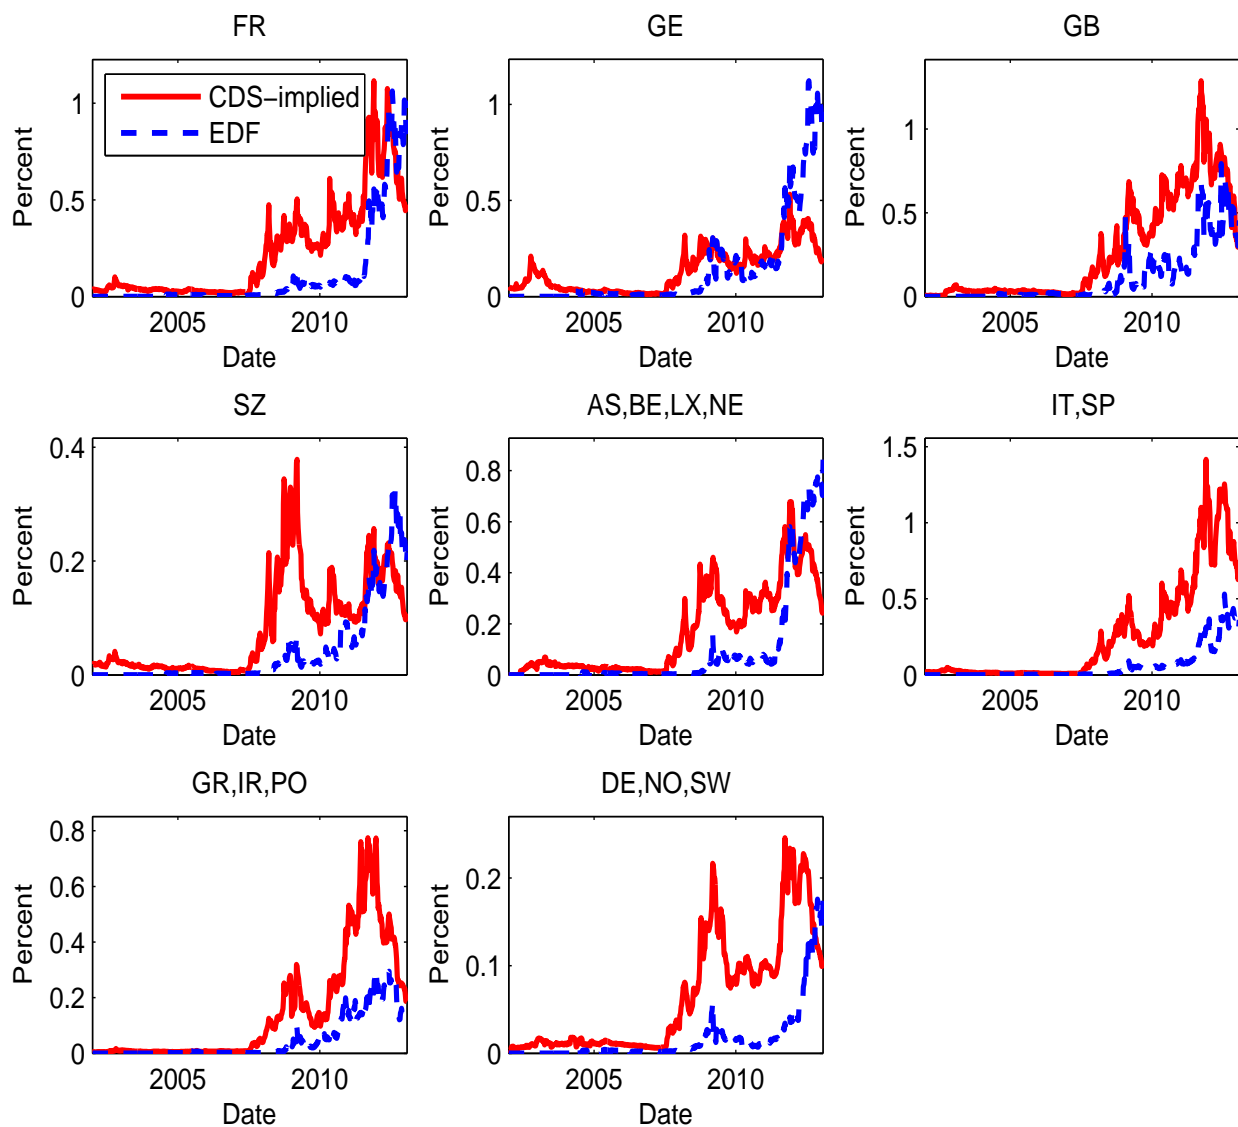 FR
GE
GB
CDS-implied
EDF
Percent
1
0.5
0
2005 2010
Date
Percent
1
0.5
0
2005 2010
Date
Percent
1
0.5
0
2005 2010
Date
SZ
AS,BE,LX,NE
IT,SP
Percent
0.4
0.2
0
2005 2010
Date
Percent
0.8
0.6
0.4
0.2
0
2005 2010
Date
Percent
1.5
1
0.5
0
2005 2010
Date
GR,IR,PO
DE,NO,SW
Percent
0.8
0.6
0.4
0.2
0
2005 2010
Date
Percent
0.2
0.1
0
2005 2010
Date